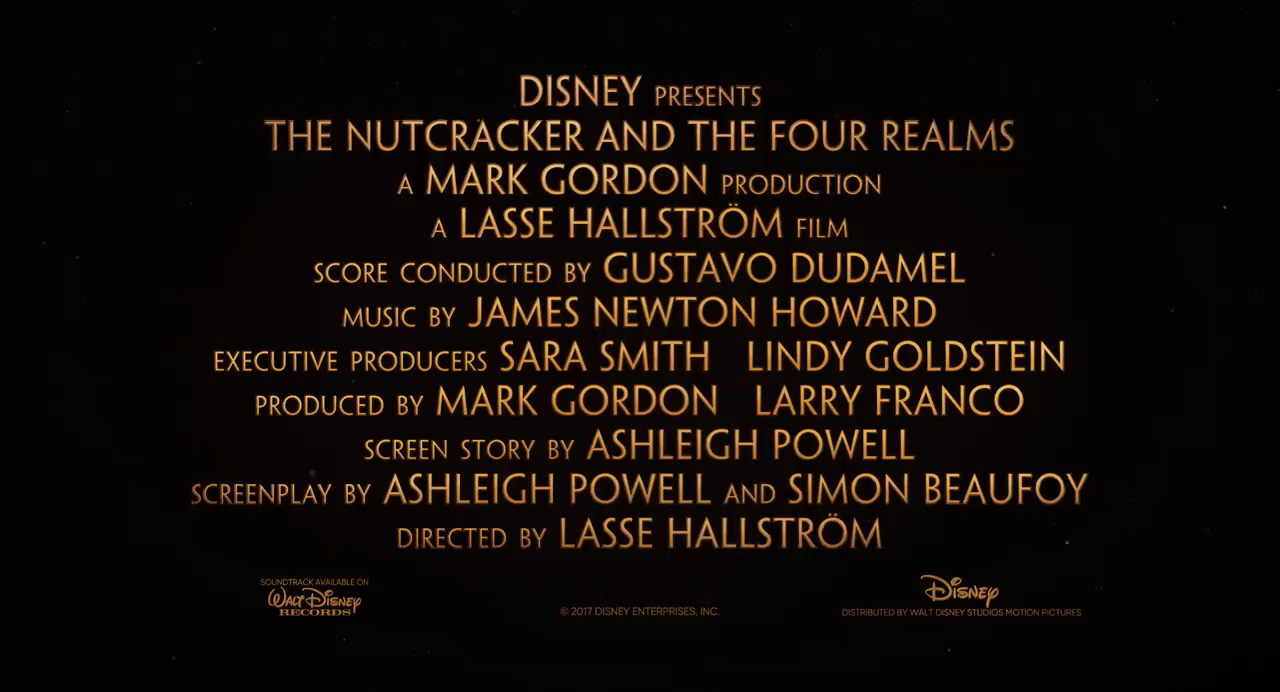 DISNEY PRESENTS
THE NUTCRACKER AND THE FOUR REALMS
A MARK GORDON PRODUCTION
A LASSE HALLSTRÖM FILM
SCORE CONDUCTED BY GUSTAVO DUDAMEL
MUSIC BY JAMES NEWTON HOWARD
EXECUTIVE PRODUCERS SARA SMITH LINDY GOLDSTEIN
PRODUCED BY MARK GORDON LARRY FRANCO
SCREEN STORY BY ASHLEIGH POWELL
SCREENPLAY BY ASHLEIGH POWELL AND SIMON BEAUFOY
DIRECTED BY LASSE HALLSTRÖM
SOUNDTRACK AVAILABLE ON
WALT DISNEY
RECORDS
© 2017 DISNEY ENTERPRISES, INC.
DISNEY
DISTRIBUTED BY WALT DISNEY STUDIOS MOTION PICTURES